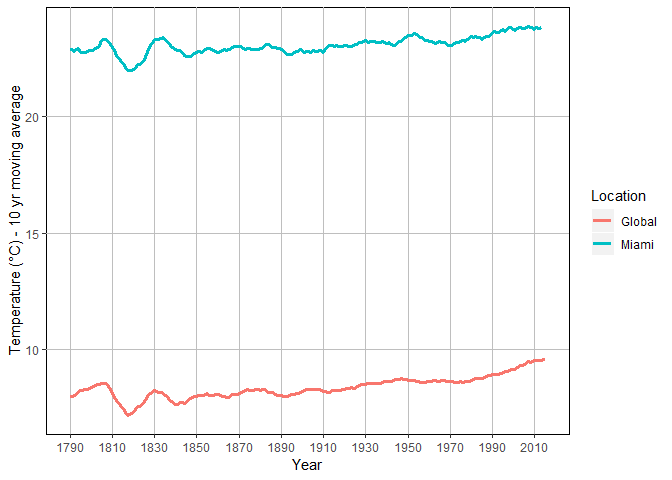 Temperature (°C) - 10 yr moving average
20
15
10
1790 1810 1830 1850 1870 1890 1910 1930 1950 1970 1990 2010
Year
Location
Global
Miami